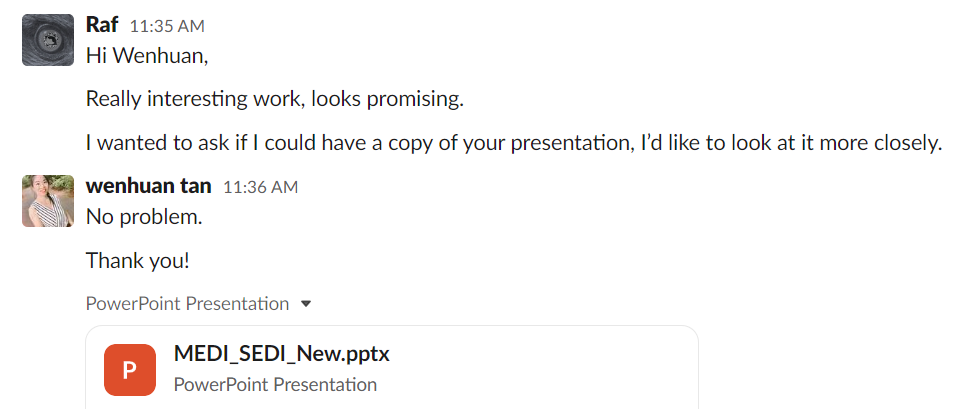 Raf 11:35 AM
Hi Wenhuan,
Really interesting work, looks promising.
I wanted to ask if I could have a copy of your presentation, I’d like to look at it more closely.
wenhuan tan 11:36 AM
No problem.
Thank you!
PowerPoint Presentation
P
MEDI_SEDI_New.pptx
PowerPoint Presentation